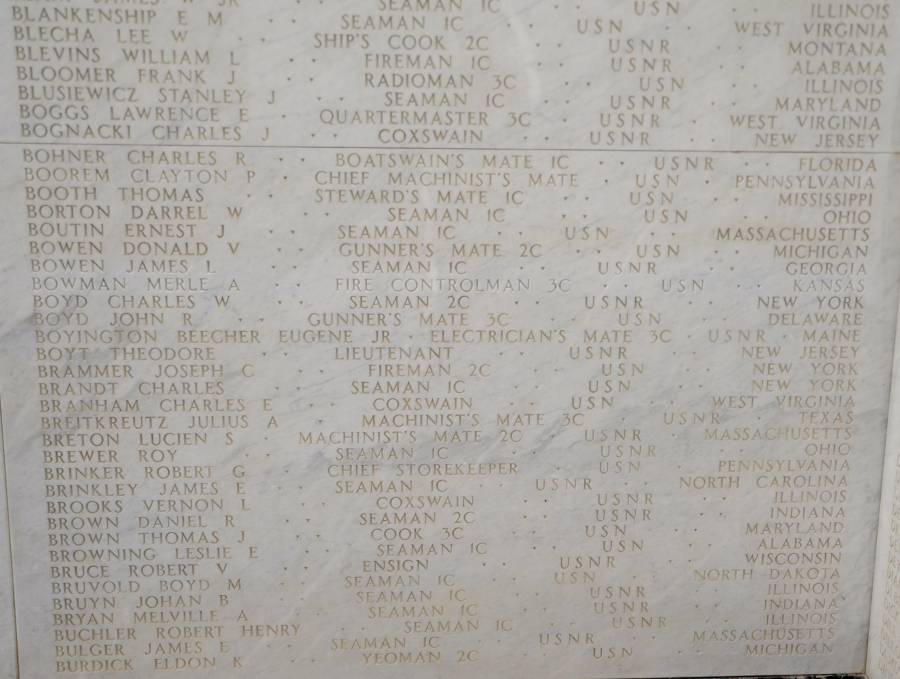 JAMES W JR · · SEAMAN 1C · · USN · · ILLINOIS
BLANKENSHIP E M · · SEAMAN 1C · · USN · · WEST VIRGINIA
BLECHA LEE W · · SHIP'S COOK 2C · · USNR · · MONTANA
BLEVINS WILLIAM L · · FIREMAN 1C · · USNR · · ALABAMA
BLOOMER FRANK J · · RADIOMAN 3C · · USN · · ILLINOIS
BLUSIEWICZ STANLEY J · · SEAMAN 1C · · USNR · · MARYLAND
BOGGS LAWRENCE E · QUARTERMASTER 3C · USNR · WEST VIRGINIA
BOGNACKI CHARLES J · · COXSWAIN · · USNR · · NEW JERSEY
BOHNER CHARLES R · · BOATSWAIN'S MATE 1C · · USNR · · FLORIDA
BOOREM CLAYTON P · CHIEF MACHINIST'S MATE · USN · PENNSYLVANIA
BOOTH THOMAS · · STEWARD'S MATE 1C · · USN · · MISSISSIPPI
BORTON DARREL W · · SEAMAN 1C · · USN · · OHIO
BOUTIN ERNEST J · · SEAMAN 1C · · USN · · MASSACHUSETTS
BOWEN DONALD V · · GUNNER'S MATE 2C · · USN · · MICHIGAN
BOWEN JAMES L · · SEAMAN 1C · · USNR · · GEORGIA
BOWMAN MERLE A · · FIRE CONTROLMAN 3C · · USN · · KANSAS
BOYD CHARLES W · · SEAMAN 2C · · USNR · · NEW YORK
BOYD JOHN R · · GUNNER'S MATE 3C · · USN · · DELAWARE
BOYINGTON BEECHER EUGENE JR · ELECTRICIAN'S MATE 3C · USNR · MAINE
BOYT THEODORE · · LIEUTENANT · · USNR · · NEW JERSEY
BRAMMER JOSEPH C · · FIREMAN 2C · · USN · · NEW YORK
BRANDT CHARLES · · SEAMAN 1C · · USN · · NEW YORK
BRANHAM CHARLES E · · COXSWAIN · · USN · · WEST VIRGINIA
BREITKREUTZ JULIUS A · · MACHINIST'S MATE 3C · · USNR · · TEXAS
BRETON LUCIEN S · · MACHINIST'S MATE 2C · · USNR · · MASSACHUSETTS
BREWER ROY · · SEAMAN 1C · · USNR · · OHIO
BRINKER ROBERT G · · CHIEF STOREKEEPER · · USN · · PENNSYLVANIA
BRINKLEY JAMES E · · SEAMAN 1C · · USNR · · NORTH CAROLINA
BROOKS VERNON L · · COXSWAIN · · USNR · · ILLINOIS
BROWN DANIEL R · · SEAMAN 2C · · USNR · · INDIANA
BROWN THOMAS J · · COOK 3C · · USN · · MARYLAND
BROWNING LESLIE E · · SEAMAN 1C · · USN · · ALABAMA
BRUCE ROBERT V · · ENSIGN · · USNR · · WISCONSIN
BRUVOLD BOYD M · · SEAMAN 1C · · USN · · NORTH DAKOTA
BRUYN JOHAN B · · SEAMAN 1C · · USNR · · ILLINOIS
BRYAN MELVILLE A · · SEAMAN 1C · · USNR · · INDIANA
BUCHLER ROBERT HENRY · · SEAMAN 1C · · USNR · · ILLINOIS
BULGER JAMES E · · SEAMAN 1C · · USNR · · MASSACHUSETTS
BURDICK ELDON K · · YEOMAN 2C · · USN · · MICHIGAN